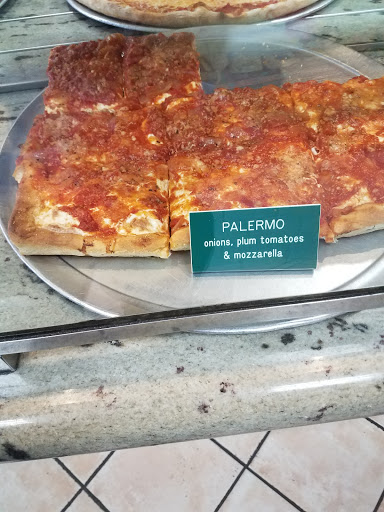 PALERMO
onions, plum tomatoes
& mozzarella